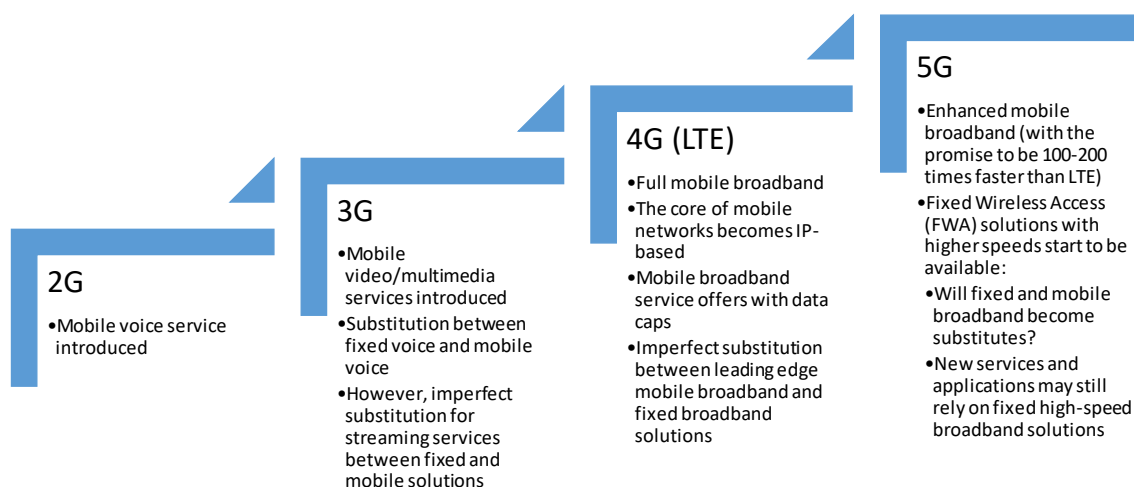 2G
•Mobile voice service
introduced
3G
•Mobile
video/multimedia
services introduced
•Substitution between
fixed voice and mobile
voice
•However, imperfect
substitution for
streaming services
between fixed and
mobile solutions
4G (LTE)
•Full mobile broadband
•The core of mobile
networks becomes IP-
based
•Mobile broadband
service offers with data
caps
•Imperfect substitution
between leading edge
mobile broadband and
fixed broadband
solutions
5G
•Enhanced mobile
broadband (with the
promise to be 100-200
times faster than LTE)
•Fixed Wireless Access
(FWA) solutions with
higher speeds start to be
available:
•Will fixed and mobile
broadband become
substitutes?
•New services and
applications may still
rely on fixed high-speed
broadband solutions